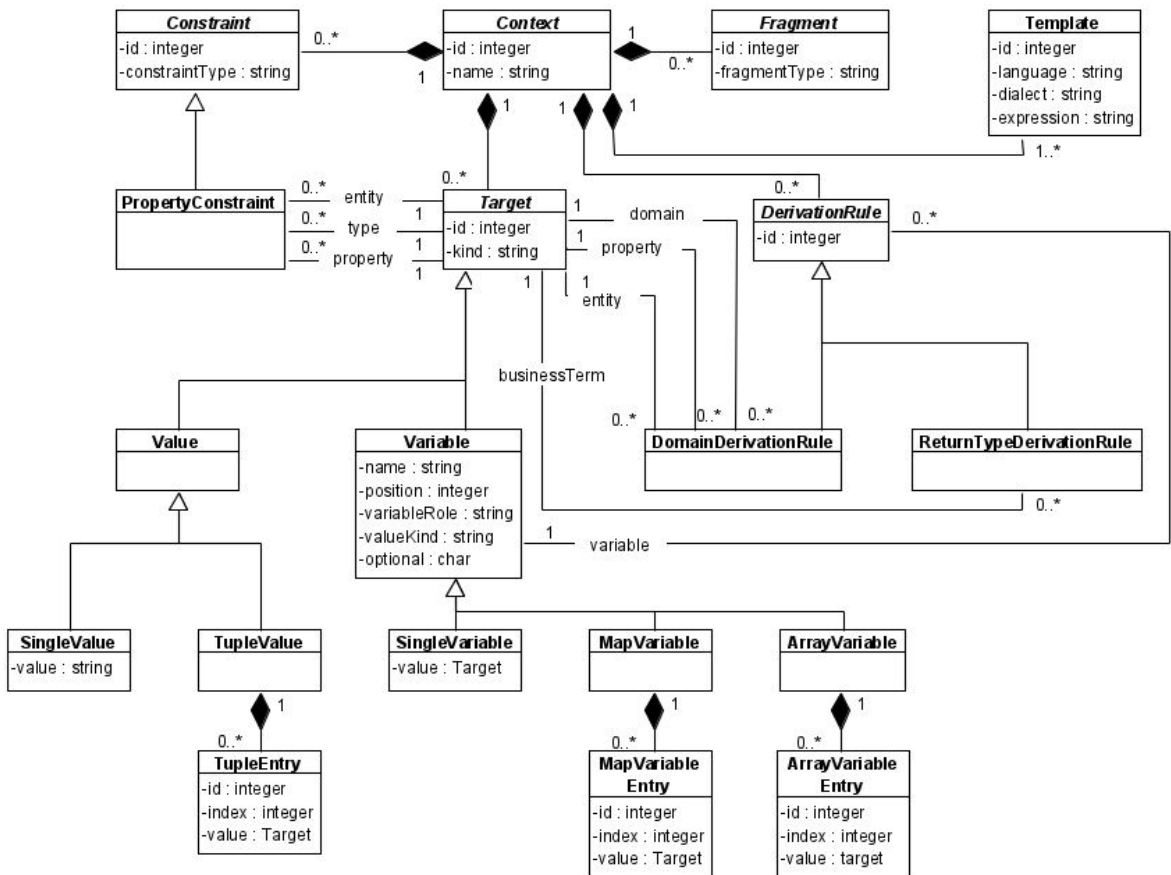 Constraint
-id : integer
-constraintType : string
0..*
1
Context
-id : integer
-name : string
1
0..*
Fragment
-id : integer
-fragmentType : string
Template
-id : integer
-language : string
-dialect : string
-expression : string
1
1
1
1..*
0..*
0..*
PropertyConstraint
0..*
entity
1
0..*
type
1
0..*
property
1
Target
-id : integer
-kind : string
1
domain
1
property
1
entity
1
DerivationRule
-id : integer
0..*
businessTerm
0..*
0..*
0..*
Value
Variable
-name : string
-position : integer
-variableRole : string
-valueKind : string
-optional : char
DomainDerivationRule
ReturnTypeDerivationRule
0..*
1
variable
SingleValue
-value : string
TupleValue
SingleVariable
-value : Target
MapVariable
ArrayVariable
1
0..*
1
0..*
1
0..*
TupleEntry
-id : integer
-index : integer
-value : Target
MapVariable
Entry
-id : integer
-index : integer
-value : Target
ArrayVariable
Entry
-id : integer
-index : integer
-value : target